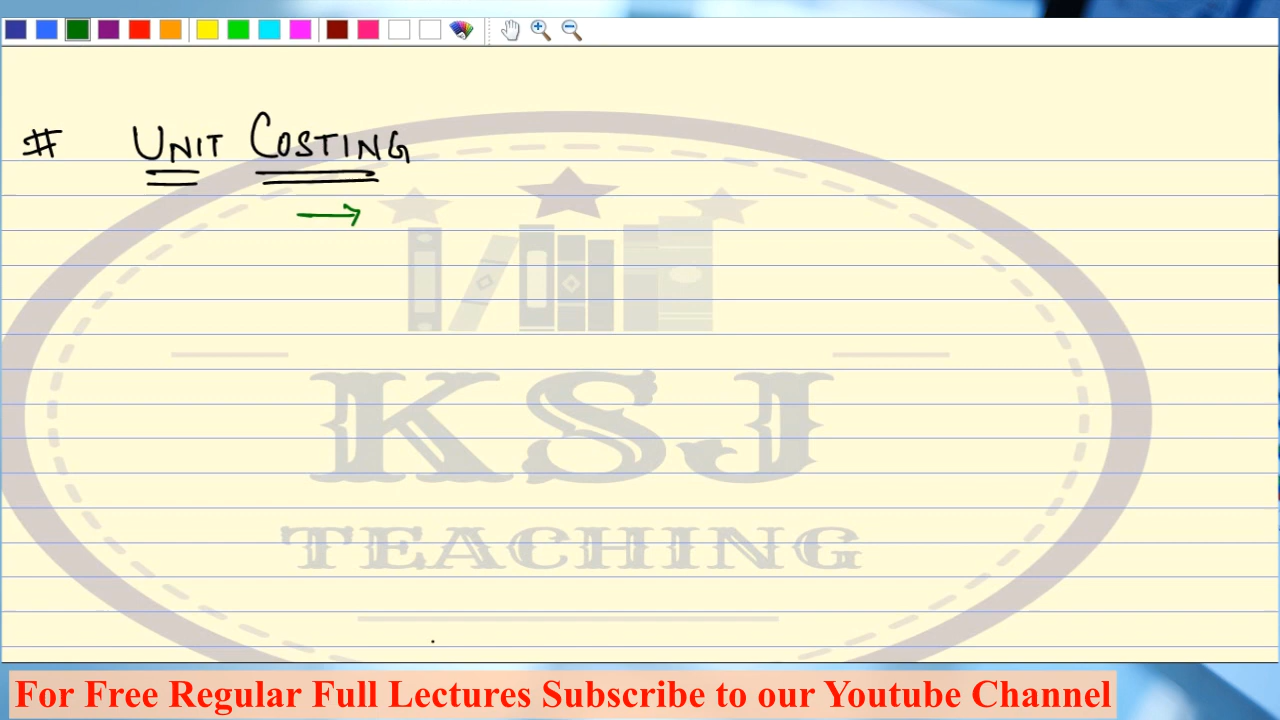 # UNIT COSTING
→
KSJ
TEACHING
For Free Regular Full Lectures Subscribe to our Youtube Channel